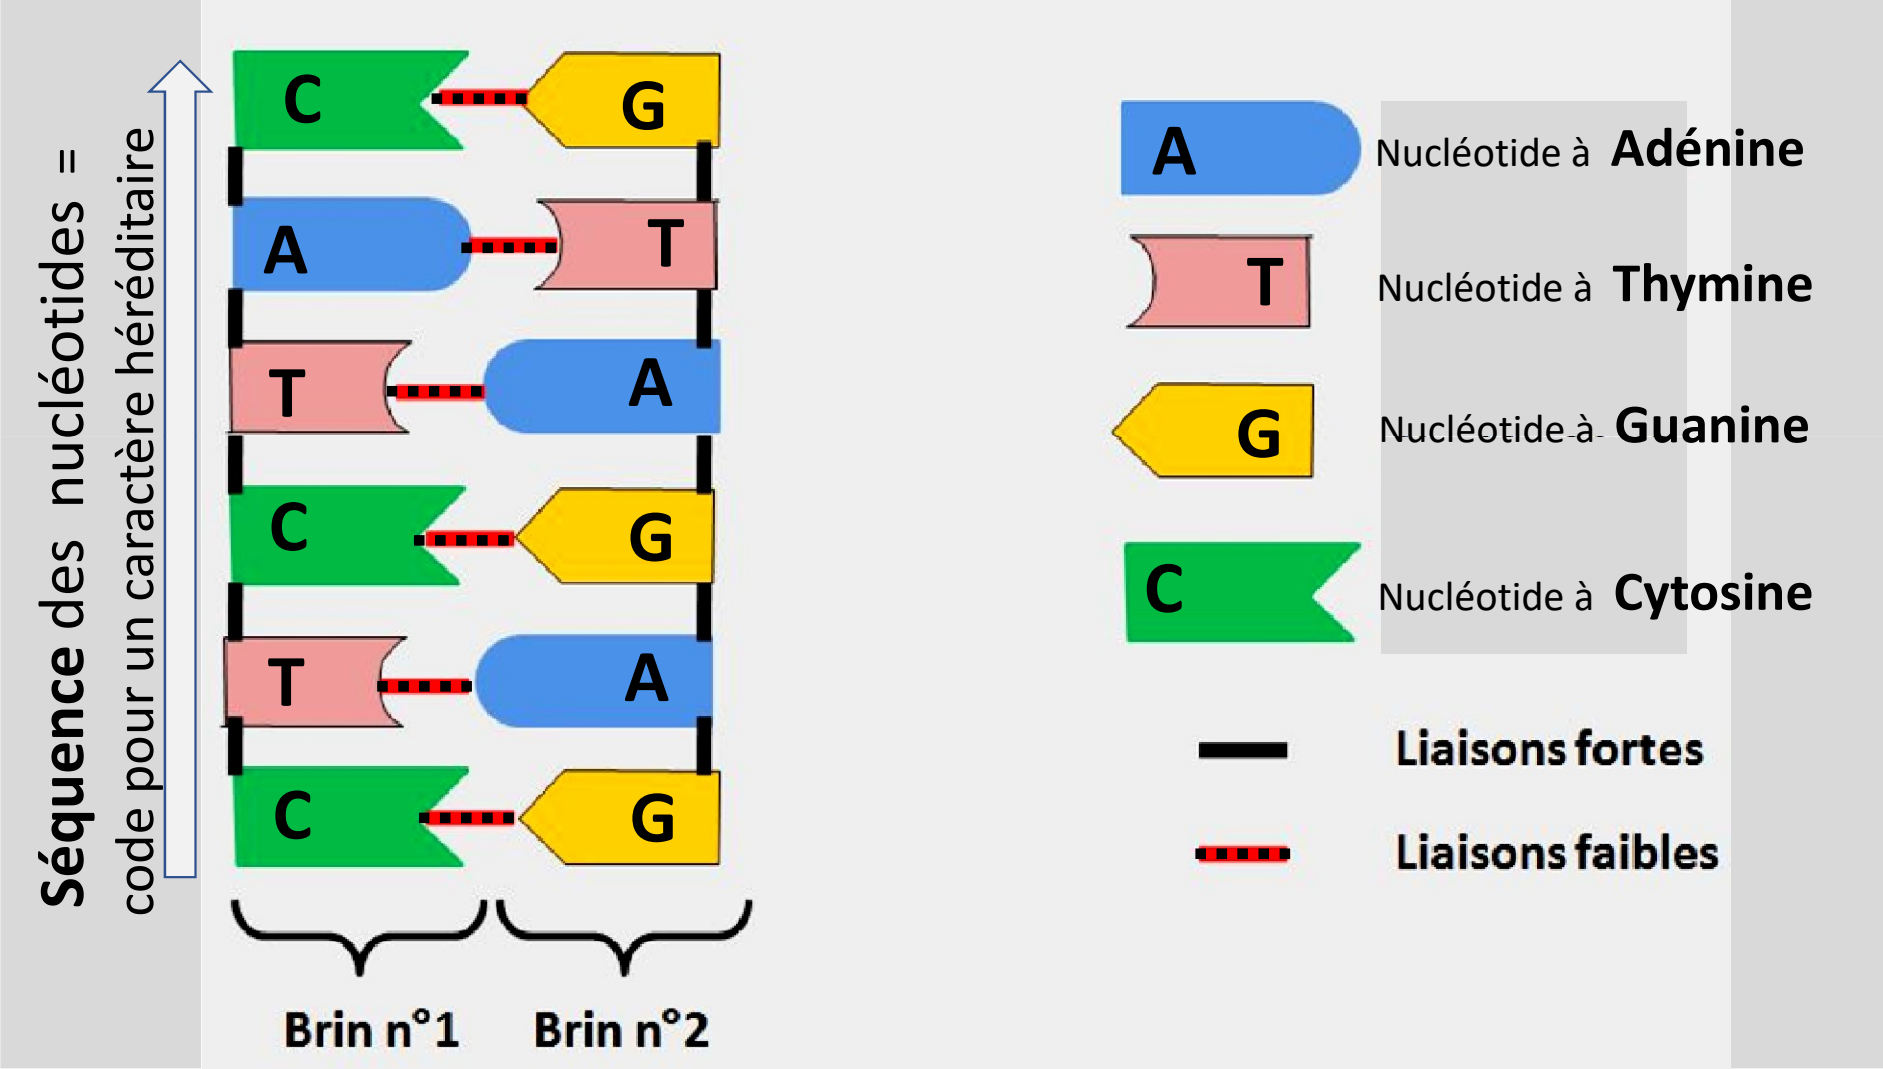 Séquence des nucléotides =
code pour un caractère héréditaire
C G
A T
T A
C G
T A
C G
Brin n°1 Brin n°2
A Nucléotide à Adénine
T Nucléotide à Thymine
G Nucléotide à Guanine
C Nucléotide à Cytosine
Liaisons fortes
Liaisons faibles